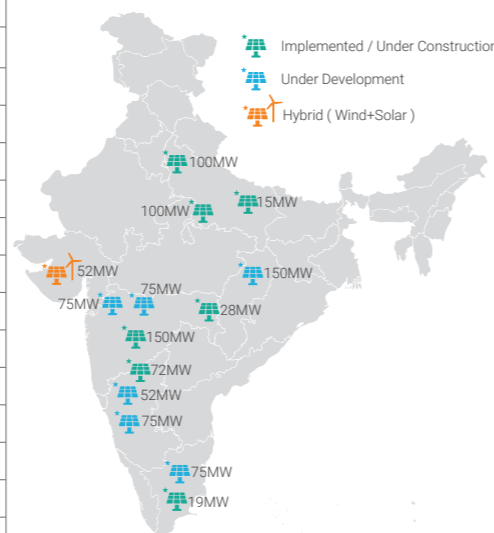 Implemented / Under Construction
Under Development
Hybrid ( Wind+Solar )
100MW
100MW
15MW
52MW
150MW
75MW
75MW
28MW
150MW
72MW
52MW
75MW
75MW
19MW